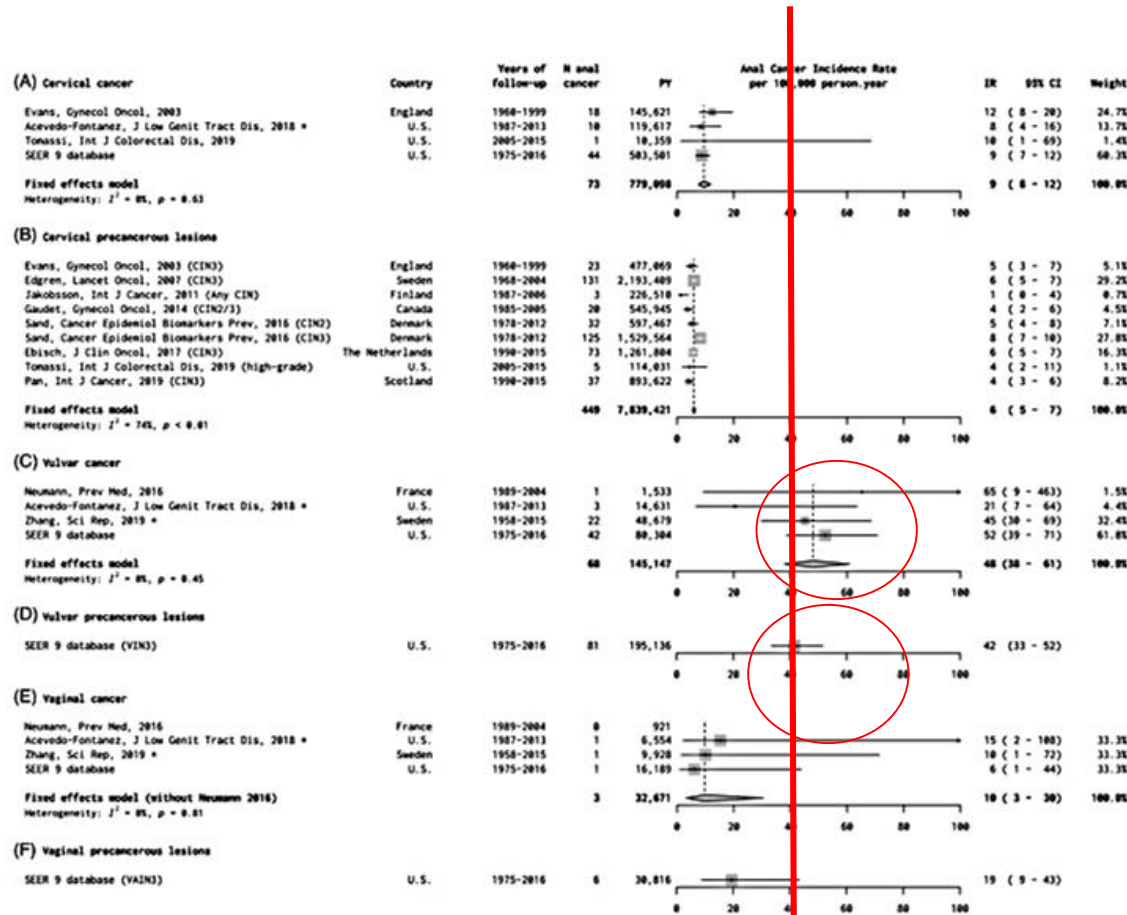 Years of N anal Anal Cancer Incidence Rate
(A) Cervical cancer Country follow-up cancer PY per 100,000 person.year IR 95% CI Weight
Evans, Gynecol Oncol, 2003 England 1960-1999 18 145,621 12 ( 8 - 20) 24.7%
Acevedo-Fontanez, J Low Genit Tract Dis, 2018 * U.S. 1987-2013 10 119,617 8 ( 4 - 16) 13.7%
Tomassi, Int J Colorectal Dis, 2019 U.S. 2005-2015 1 10,359 10 ( 1 - 69) 1.4%
SEER 9 database U.S. 1975-2016 44 503,501 9 ( 7 - 12) 60.3%
Fixed effects model 73 779,098 9 ( 8 - 12) 100.0%
Heterogeneity: I² = 0%, p = 0.63
0 20 40 60 80 100
(B) Cervical precancerous lesions
Evans, Gynecol Oncol, 2003 (CIN3) England 1960-1999 23 477,069 5 ( 3 - 7) 5.1%
Edgren, Lancet Oncol, 2007 (CIN3) Sweden 1968-2004 131 2,193,409 6 ( 5 - 7) 29.2%
Jakobsson, Int J Cancer, 2011 (Any CIN) Finland 1987-2006 3 226,510 1 ( 0 - 4) 0.7%
Gaudet, Gynecol Oncol, 2014 (CIN2/3) Canada 1985-2005 20 545,945 4 ( 2 - 6) 4.5%
Sand, Cancer Epidemiol Biomarkers Prev, 2016 (CIN2) Denmark 1978-2012 32 597,467 5 ( 4 - 8) 7.1%
Sand, Cancer Epidemiol Biomarkers Prev, 2016 (CIN3) Denmark 1978-2012 125 1,529,564 8 ( 7 - 10) 27.8%
Ebisch, J Clin Oncol, 2017 (CIN3) The Netherlands 1990-2015 73 1,261,804 6 ( 5 - 7) 16.3%
Tomassi, Int J Colorectal Dis, 2019 (high-grade) U.S. 2005-2015 5 114,031 4 ( 2 - 11) 1.1%
Pan, Int J Cancer, 2019 (CIN3) Scotland 1990-2015 37 893,622 4 ( 3 - 6) 8.2%
Fixed effects model 449 7,839,421 6 ( 5 - 7) 100.0%
Heterogeneity: I² = 74%, p < 0.01
0 20 40 60 80 100
(C) Vulvar cancer
Neumann, Prev Med, 2016 France 1989-2004 1 1,533 65 ( 9 - 463) 1.5%
Acevedo-Fontanez, J Low Genit Tract Dis, 2018 * U.S. 1987-2013 3 14,631 21 ( 7 - 64) 4.4%
Zhang, Sci Rep, 2019 * Sweden 1958-2015 22 48,679 45 (30 - 69) 32.4%
SEER 9 database U.S. 1975-2016 42 80,304 52 (39 - 71) 61.8%
Fixed effects model 68 145,147 48 (38 - 61) 100.0%
Heterogeneity: I² = 0%, p = 0.45
0 20 40 60 80 100
(D) Vulvar precancerous lesions
SEER 9 database (VIN3) U.S. 1975-2016 81 195,136 42 (33 - 52)
0 20 40 60 80 100
(E) Vaginal cancer
Neumann, Prev Med, 2016 France 1989-2004 0 921
Acevedo-Fontanez, J Low Genit Tract Dis, 2018 * U.S. 1987-2013 1 6,554 15 ( 2 - 108) 33.3%
Zhang, Sci Rep, 2019 * Sweden 1958-2015 1 9,928 10 ( 1 - 72) 33.3%
SEER 9 database U.S. 1975-2016 1 16,189 6 ( 1 - 44) 33.3%
Fixed effects model (without Neumann 2016) 3 32,671 10 ( 3 - 30) 100.0%
Heterogeneity: I² = 0%, p = 0.81
0 20 40 60 80 100
(F) Vaginal precancerous lesions
SEER 9 database (VAIN3) U.S. 1975-2016 6 30,816 19 ( 9 - 43)
0 20 40 60 80 100